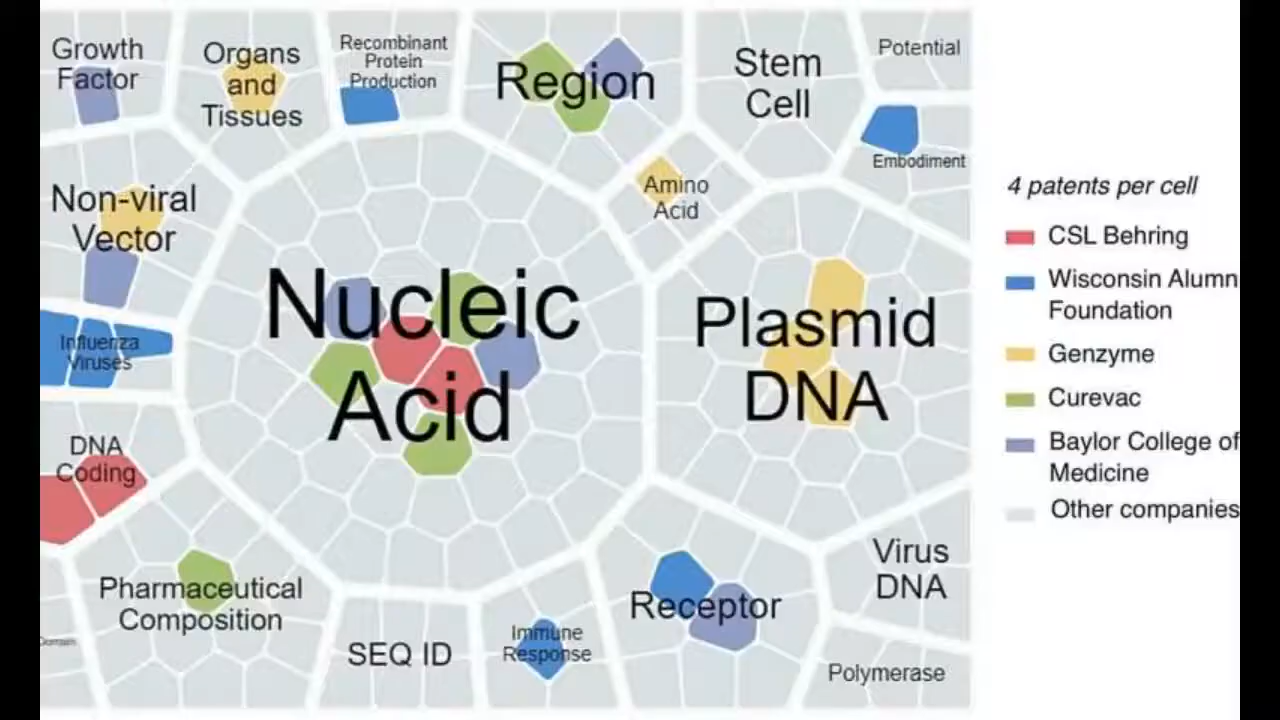 Growth
Factor
Organs
and
Tissues
Recombinant
Protein
Production
Region
Stem
Cell
Potential
Embodiment
Non-viral
Vector
Amino
Acid
Influenza
Viruses
Nucleic
Acid
Plasmid
DNA
DNA
Coding
Pharmaceutical
Composition
Domain
SEQ ID
Immune
Response
Receptor
Virus
DNA
Polymerase
4 patents per cell
CSL Behring
Wisconsin Alumn
Foundation
Genzyme
Curevac
Baylor College of
Medicine
Other companies